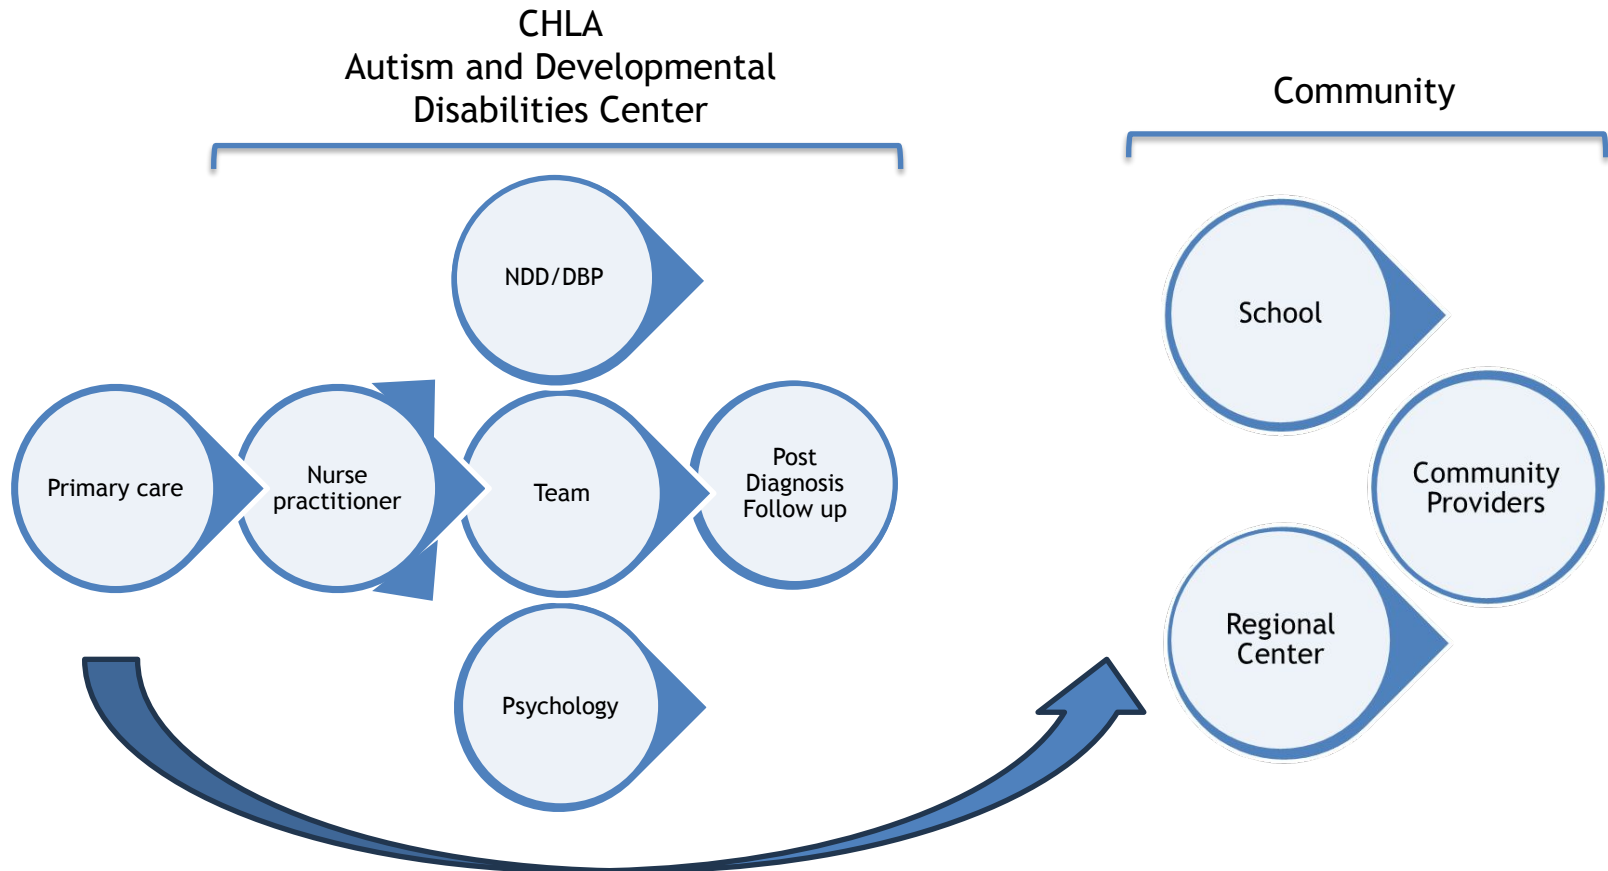 CHLA
Autism and Developmental
Disabilities Center
Community
NDD/DBP
School
Primary care
Nurse
practitioner
Team
Post
Diagnosis
Follow up
Community
Providers
Regional
Center
Psychology